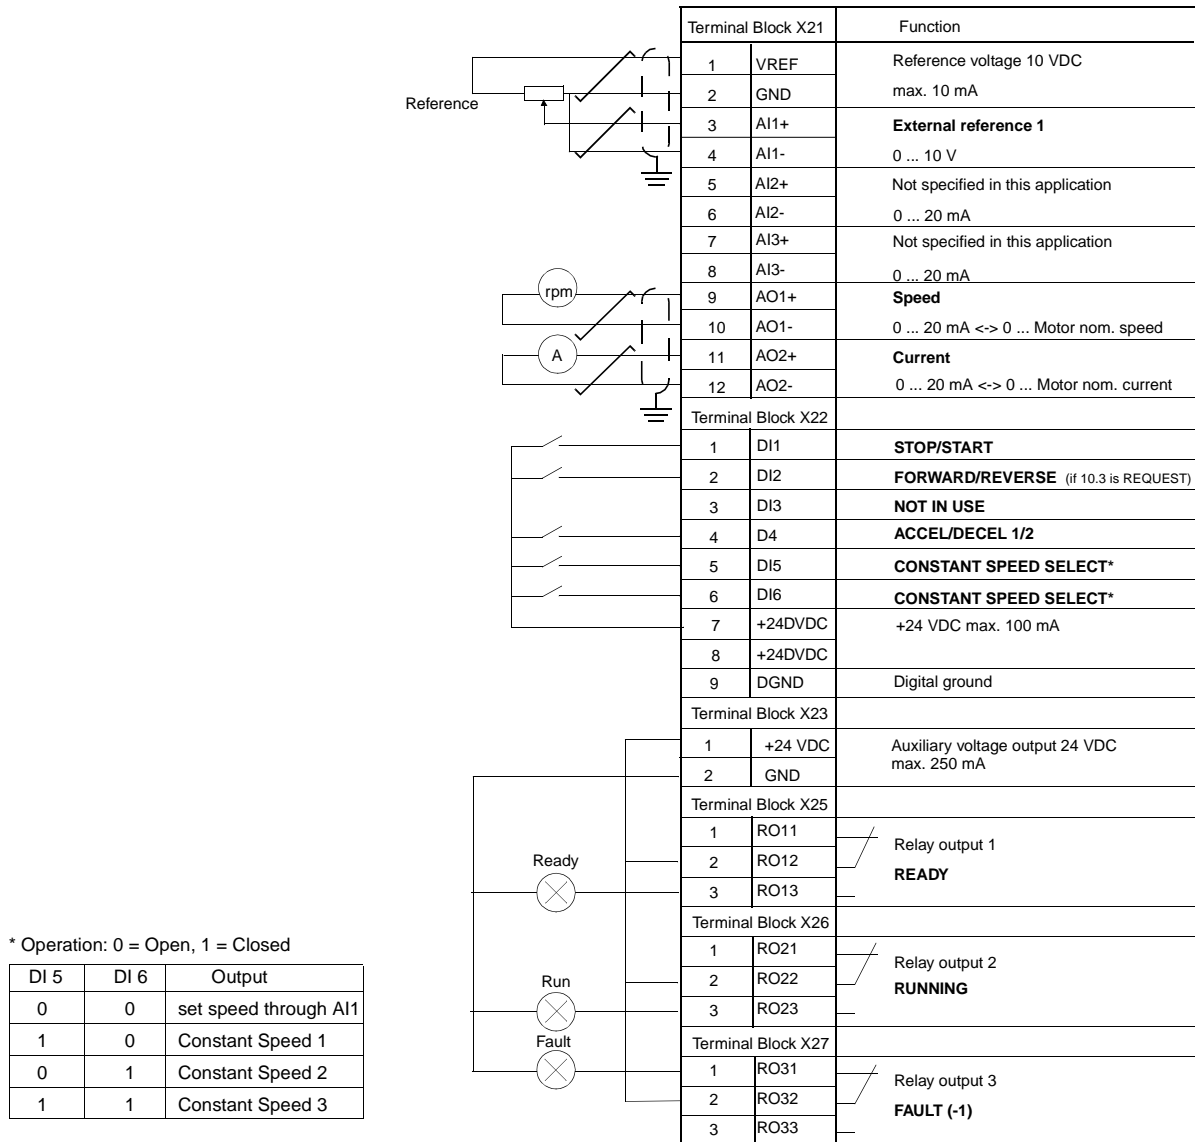 Terminal Block X21 Function
1 VREF Reference voltage 10 VDC
2 GND max. 10 mA
Reference
3 AI1+ External reference 1
4 AI1- 0 ... 10 V
5 AI2+ Not specified in this application
6 AI2- 0 ... 20 mA
7 AI3+ Not specified in this application
8 AI3- 0 ... 20 mA
rpm
9 AO1+ Speed
10 AO1- 0 ... 20 mA <-> 0 ... Motor nom. speed
A
11 AO2+ Current
12 AO2- 0 ... 20 mA <-> 0 ... Motor nom. current
Terminal Block X22
1 DI1 STOP/START
2 DI2 FORWARD/REVERSE (if 10.3 is REQUEST)
3 DI3 NOT IN USE
4 D4 ACCEL/DECEL 1/2
5 DI5 CONSTANT SPEED SELECT*
6 DI6 CONSTANT SPEED SELECT*
7 +24DVDC +24 VDC max. 100 mA
8 +24DVDC
9 DGND Digital ground
Terminal Block X23
1 +24 VDC Auxiliary voltage output 24 VDC
2 GND max. 250 mA
Terminal Block X25
1 RO11 Relay output 1
Ready
2 RO12 READY
3 RO13
Terminal Block X26
1 RO21 Relay output 2
Run
2 RO22 RUNNING
3 RO23
Fault
Terminal Block X27
1 RO31 Relay output 3
2 RO32 FAULT (-1)
3 RO33
* Operation: 0 = Open, 1 = Closed
DI 5 DI 6 Output
0 0 set speed through AI1
1 0 Constant Speed 1
0 1 Constant Speed 2
1 1 Constant Speed 3